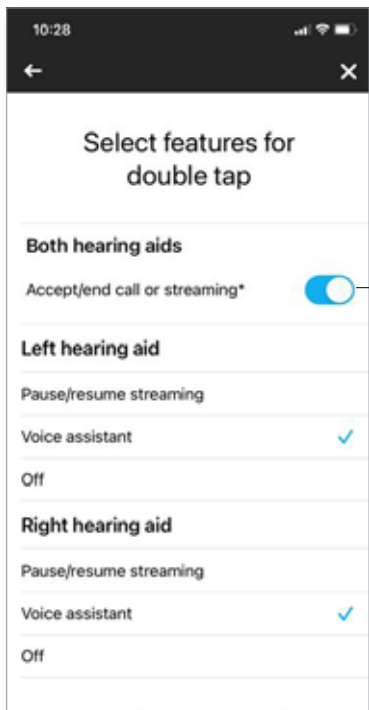 10:28
Select features for
double tap
Both hearing aids
Accept/end call or streaming*
Left hearing aid
Pause/resume streaming
Voice assistant
Off
Right hearing aid
Pause/resume streaming
Voice assistant
Off